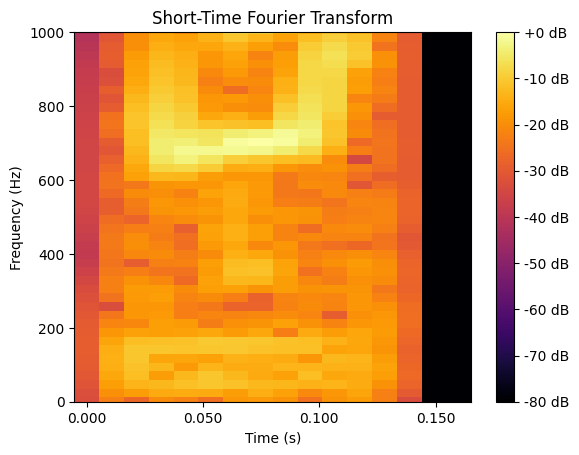 Short-Time Fourier Transform
1000
800
600
400
200
0
Frequency (Hz)
0.000
0.050
0.100
0.150
Time (s)
+0 dB
-10 dB
-20 dB
-30 dB
-40 dB
-50 dB
-60 dB
-70 dB
-80 dB